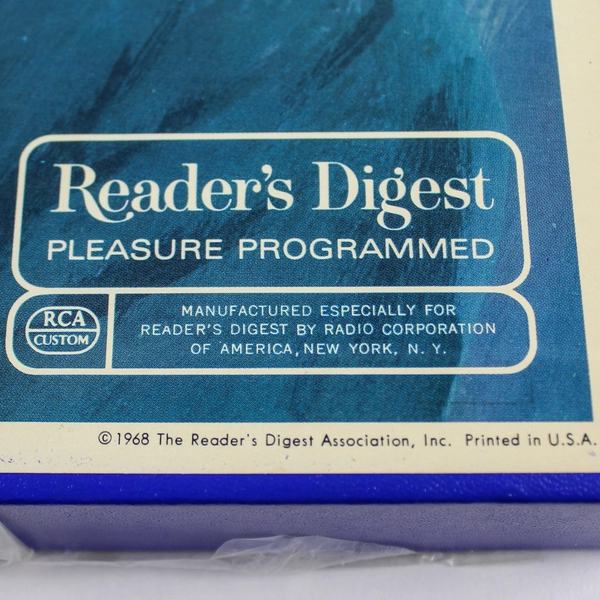 Reader's Digest
PLEASURE PROGRAMMED
RCA
CUSTOM
MANUFACTURED ESPECIALLY FOR
READER'S DIGEST BY RADIO CORPORATION
OF AMERICA, NEW YORK, N. Y.
©1968 The Reader's Digest Association, Inc. Printed in U.S.A.